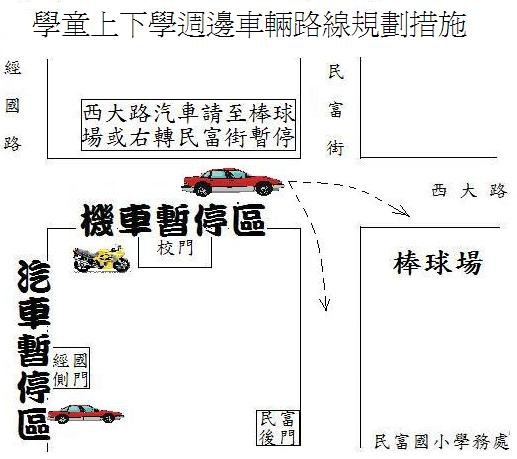 學童上下學週邊車輛路線規劃措施
經國路
民富街
西大路汽車請至棒球
場或右轉民富街暫停
西大路
機車暫停區
校門
棒球場
汽車暫停區
經國
側門
民富
後門
民富國小學務處